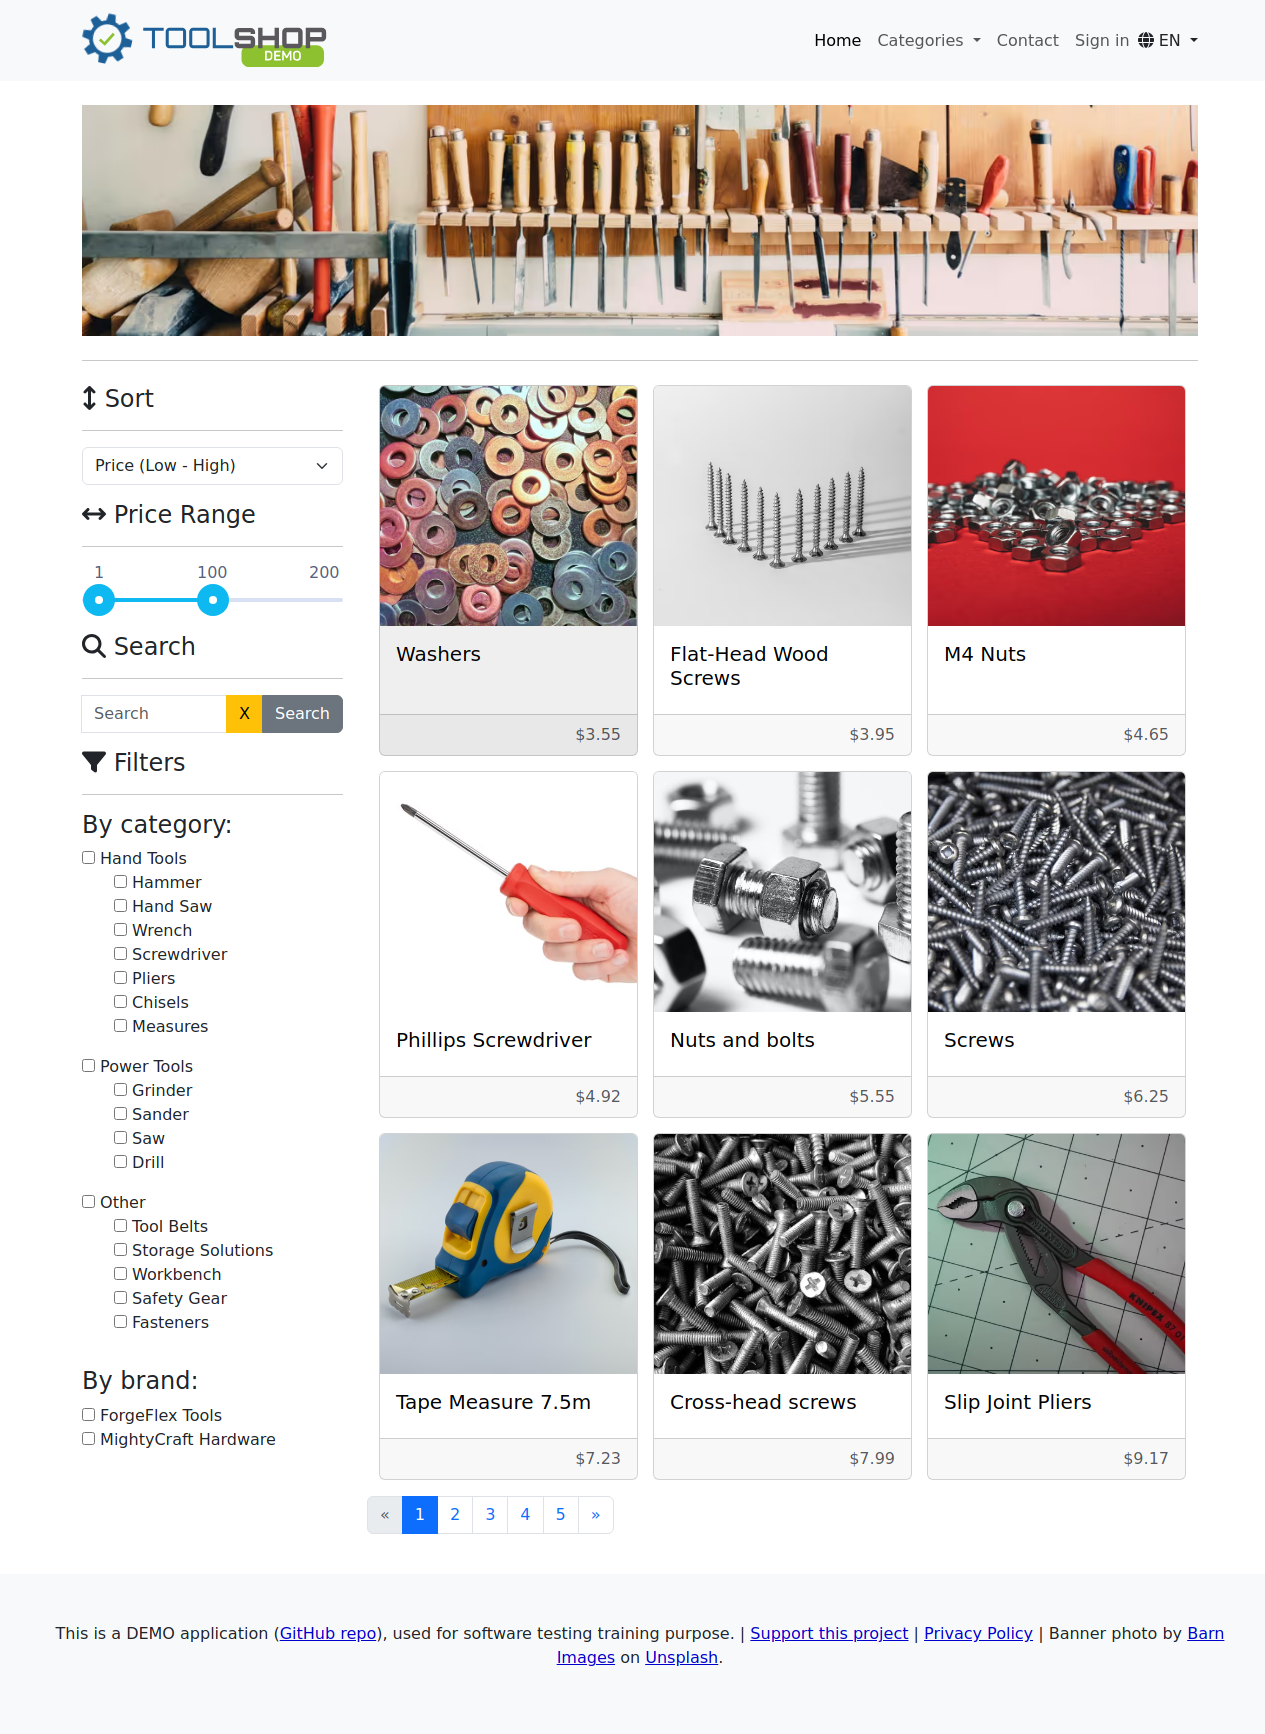 TOOLSHOP
DEMO
Home Categories Contact Sign in EN
Sort
Price (Low - High)
Price Range
1 100 200
Search
Search X Search
Filters
By category:
Hand Tools
Hammer
Hand Saw
Wrench
Screwdriver
Pliers
Chisels
Measures
Power Tools
Grinder
Sander
Saw
Drill
Other
Tool Belts
Storage Solutions
Workbench
Safety Gear
Fasteners
By brand:
ForgeFlex Tools
MightyCraft Hardware
Washers
$3.55
Flat-Head Wood
Screws
$3.95
M4 Nuts
$4.65
Phillips Screwdriver
$4.92
Nuts and bolts
$5.55
Screws
$6.25
Tape Measure 7.5m
$7.23
Cross-head screws
$7.99
KNIPEX
Slip Joint Pliers
$9.17
« 1 2 3 4 5 »
This is a DEMO application (GitHub repo), used for software testing training purpose. | Support this project | Privacy Policy | Banner photo by Barn
Images on Unsplash.